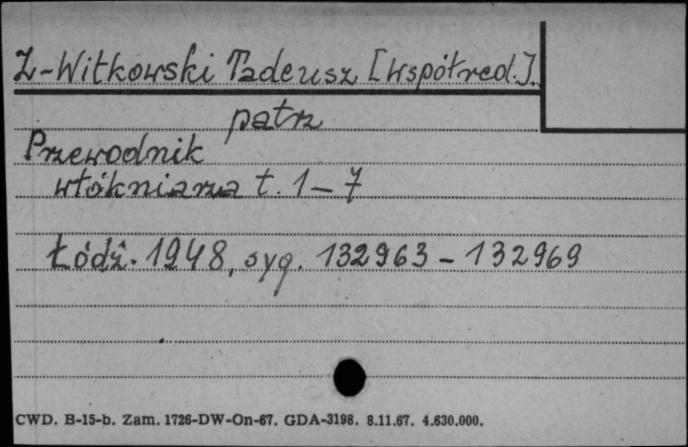 Z-Witkowski Tadeusz [Współred.].
patrz
Przewodnik
włókniarza t. 1-7
Łódź. 1948, syg. 132963 - 132969
CWD. B-15-b. Zam. 1726-DW-On-67. GDA-3198. 8.11.67. 4.630.000.